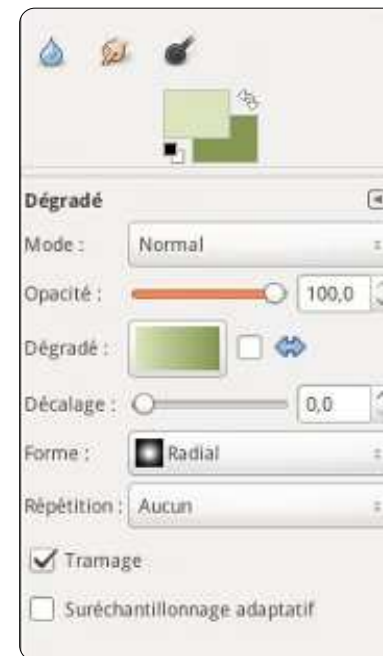 Dégradé
Mode : Normal
Opacité : 100,0
Dégradé :
Décalage : 0,0
Forme : Radial
Répétition : Aucun
Tramage
Suréchantillonnage adaptatif